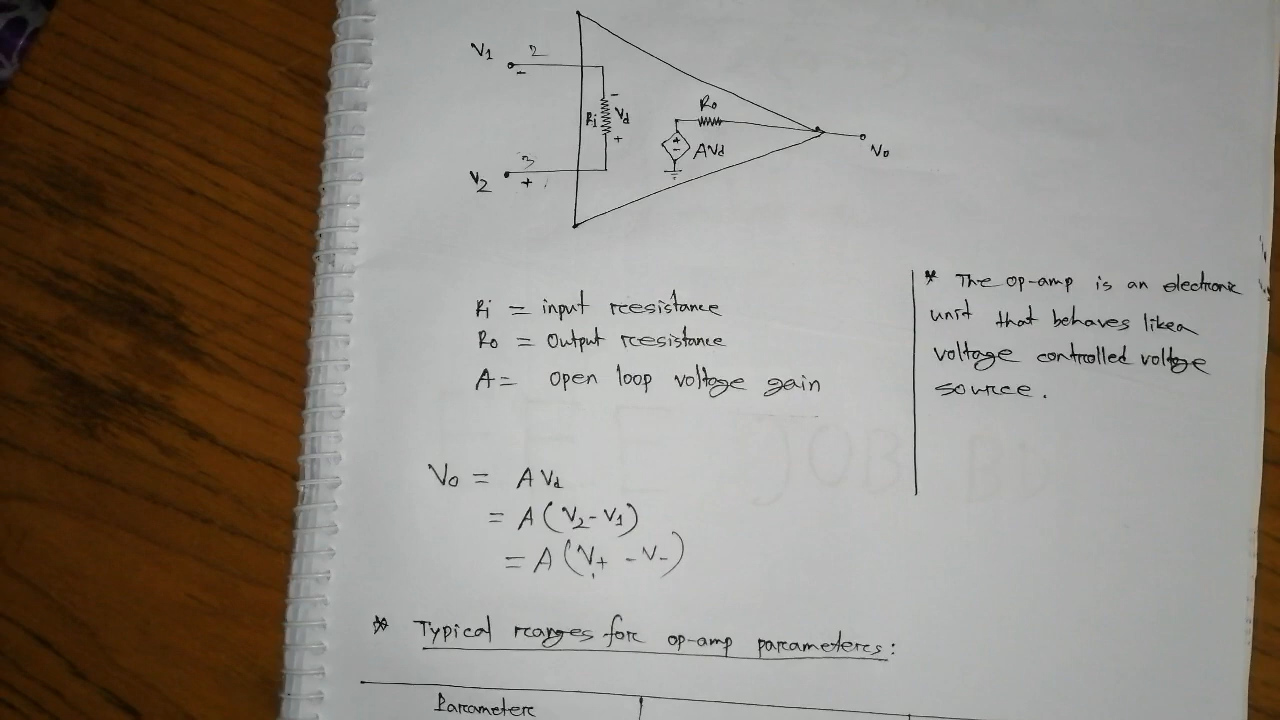 V1 2
-
-
Ri Vd
+
3
V2 +
Ro
+
-
AVd
Vo
Ri = input resistance
Ro = Output resistance
A = Open loop voltage gain
* The op-amp is an electronic
unit that behaves like a
voltage controlled voltage
source.
Vo = AVd
= A(V2-V1)
= A(V+ - V-)
* Typical ranges for op-amp parameters:
Parameter